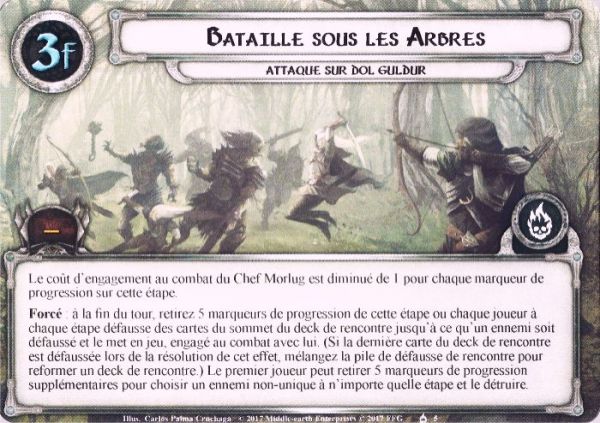 3F
BATAILLE SOUS LES ARBRES
ATTAQUE SUR DOL GULDUR
Le coût d'engagement au combat du Chef Morlug est diminué de 1 pour chaque marqueur de
progression sur cette étape.
Forcé : à la fin du tour, retirez 5 marqueurs de progression de cette étape ou chaque joueur à
chaque étape défausse des cartes du sommet du deck de rencontre jusqu'à ce qu'un ennemi soit
défaussé et le met en jeu, engagé au combat avec lui. (Si la dernière carte du deck de rencontre
est défaussée lors de la résolution de cet effet, mélangez la pile de défausse de rencontre pour
reformer un deck de rencontre.) Le premier joueur peut retirer 5 marqueurs de progression
supplémentaires pour choisir un ennemi non-unique à n'importe quelle étape et le détruire.
Illus. Carlos Palma Cruchaga © 2017 Middle-earth Enterprises © 2017 FFG 5